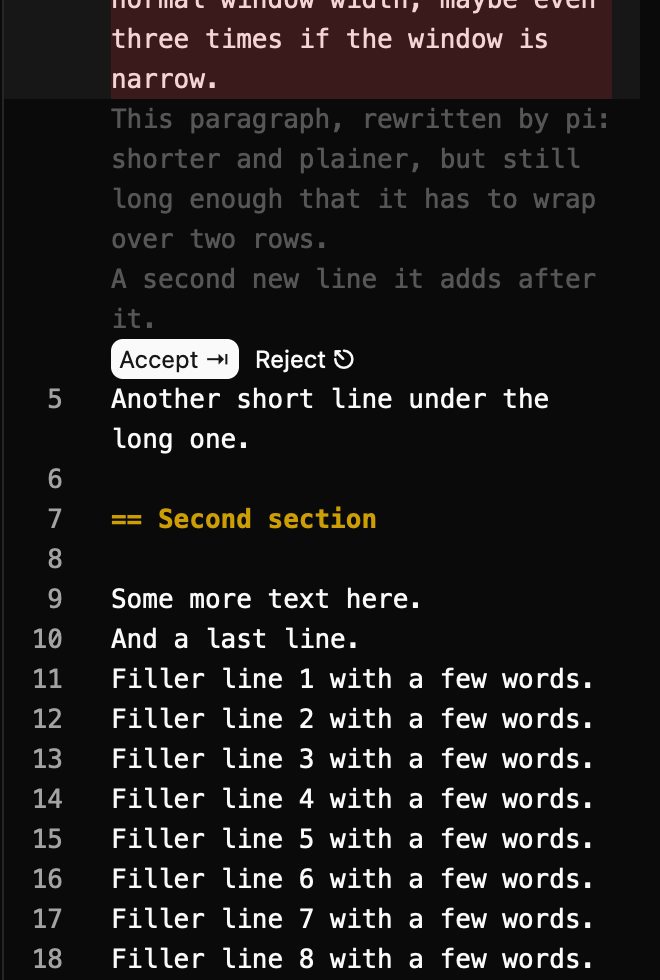 normal window width, maybe even
three times if the window is
narrow.
This paragraph, rewritten by pi:
shorter and plainer, but still
long enough that it has to wrap
over two rows.
A second new line it adds after
it.
Accept ⇥ Reject ⎋
5 Another short line under the
long one.
6
7 == Second section
8
9 Some more text here.
10 And a last line.
11 Filler line 1 with a few words.
12 Filler line 2 with a few words.
13 Filler line 3 with a few words.
14 Filler line 4 with a few words.
15 Filler line 5 with a few words.
16 Filler line 6 with a few words.
17 Filler line 7 with a few words.
18 Filler line 8 with a few words.